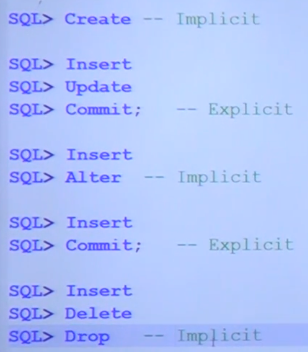 SQL> Create -- Implicit
SQL> Insert
SQL> Update
SQL> Commit;   -- Explicit
SQL> Insert
SQL> Alter  -- Implicit
SQL> Insert
SQL> Commit;   -- Explicit
SQL> Insert
SQL> Delete
SQL> Drop   -- Implicit